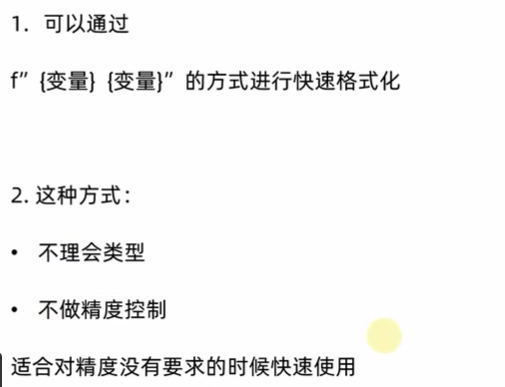 1. 可以通过
f”{变量} {变量}” 的方式进行快速格式化
2. 这种方式：
• 不理会类型
• 不做精度控制
适合对精度没有要求的时候快速使用